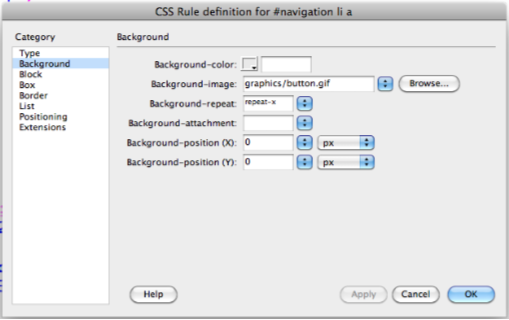 CSS Rule definition for #navigation li a
Category
Type
Background
Block
Box
Border
List
Positioning
Extensions
Background
Background-color:
Background-image: graphics/button.gif Browse...
Background-repeat: repeat-x
Background-attachment:
Background-position (X): 0 px
Background-position (Y): 0 px
Help Apply Cancel OK